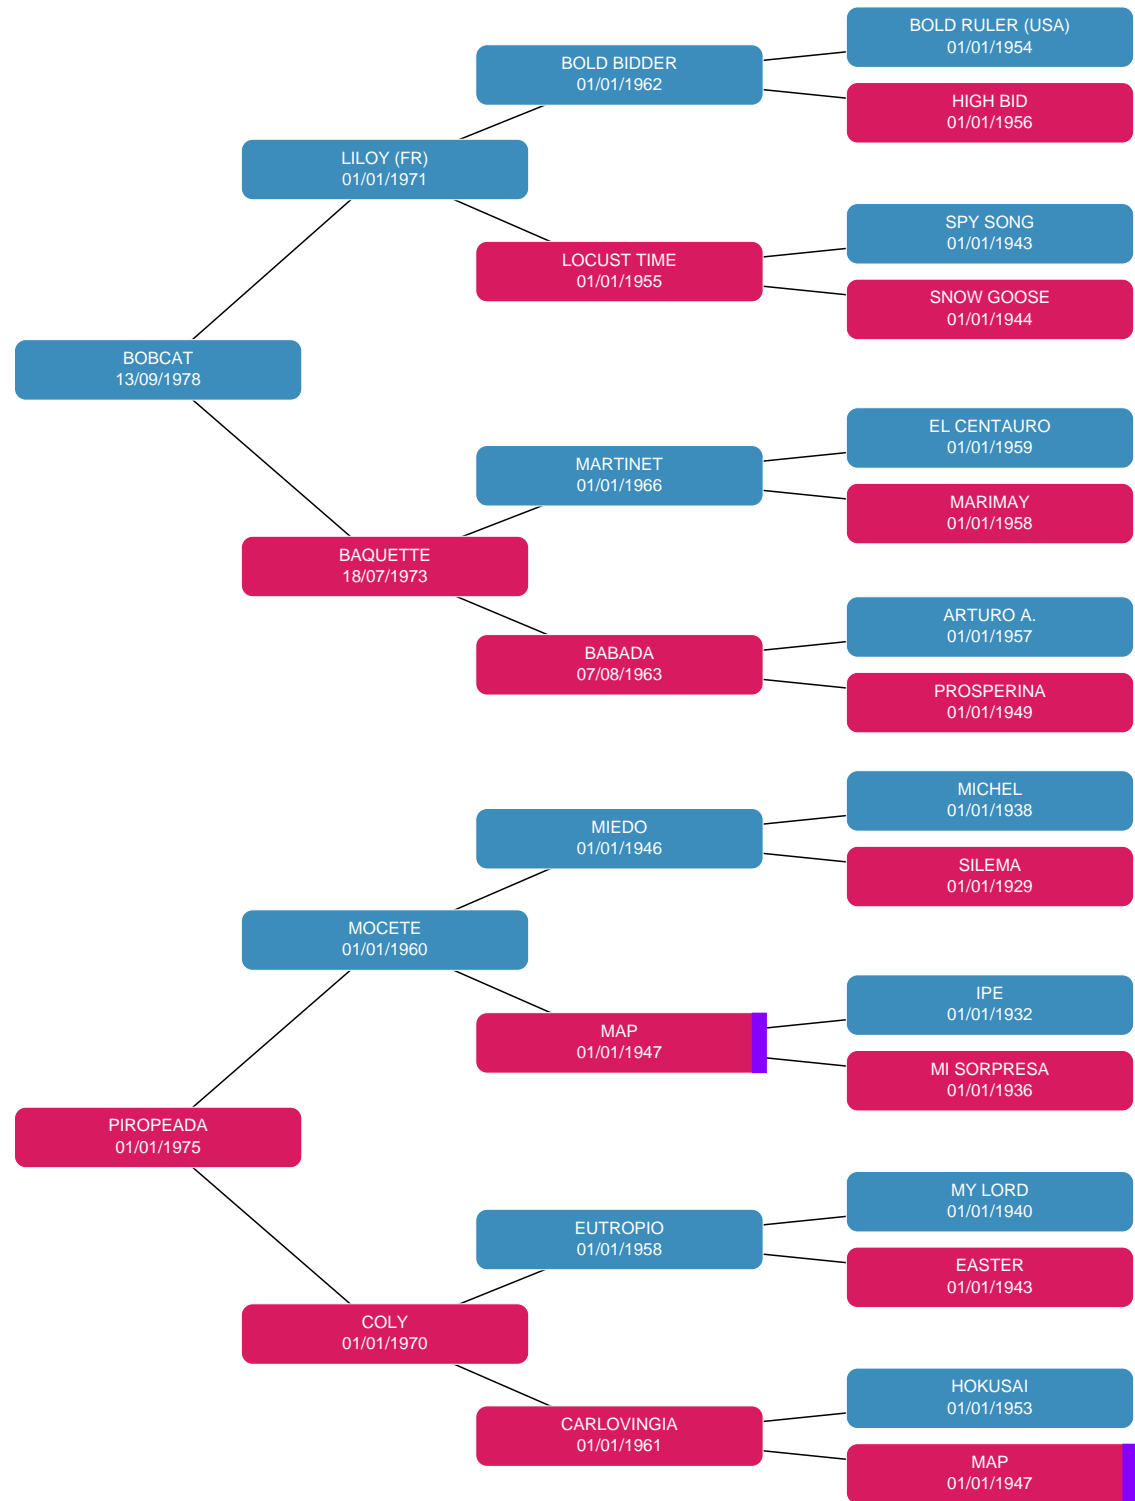 BOLD RULER (USA)
01/01/1954
BOLD BIDDER
01/01/1962
HIGH BID
01/01/1956
LILOY (FR)
01/01/1971
SPY SONG
01/01/1943
LOCUST TIME
01/01/1955
SNOW GOOSE
01/01/1944
BOBCAT
13/09/1978
EL CENTAURO
01/01/1959
MARTINET
01/01/1966
MARIMAY
01/01/1958
BAQUETTE
18/07/1973
ARTURO A.
01/01/1957
BABADA
07/08/1963
PROSPERINA
01/01/1949
MICHEL
01/01/1938
MIEDO
01/01/1946
SILEMA
01/01/1929
MOCETE
01/01/1960
IPE
01/01/1932
MAP
01/01/1947
MI SORPRESA
01/01/1936
PIROPEADA
01/01/1975
MY LORD
01/01/1940
EUTROPIO
01/01/1958
EASTER
01/01/1943
COLY
01/01/1970
HOKUSAI
01/01/1953
CARLOVINGIA
01/01/1961
MAP
01/01/1947